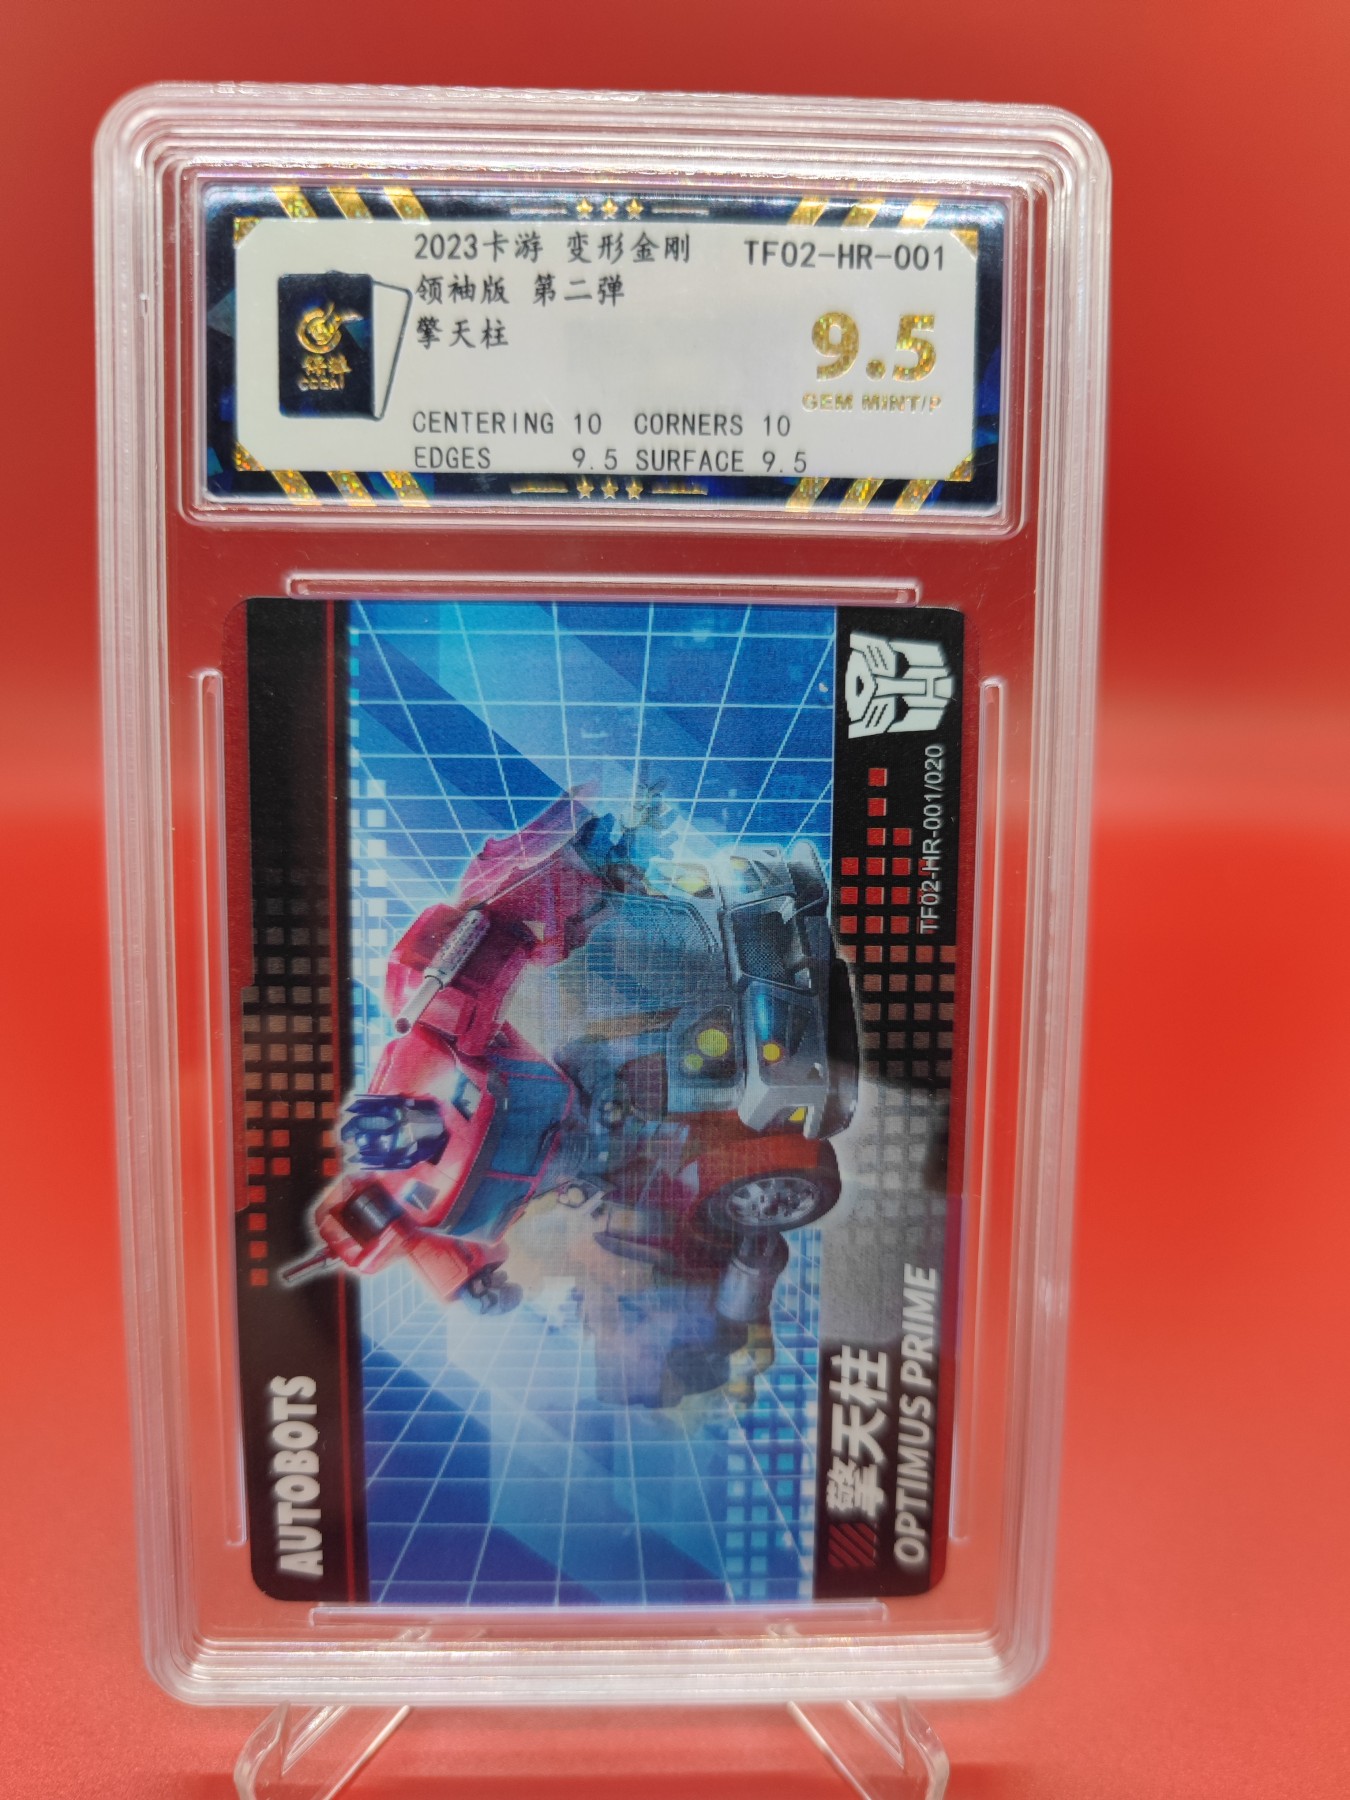 2023卡游 变形金刚 TF02-HR-001
领袖版 第二弹
擎天柱
9.5
GEM MINT/P
CENTERING 10 CORNERS 10
EDGES 9.5 SURFACE 9.5
TF02-HR-001/020
擎天柱
OPTIMUS PRIME
AUTOBOTS